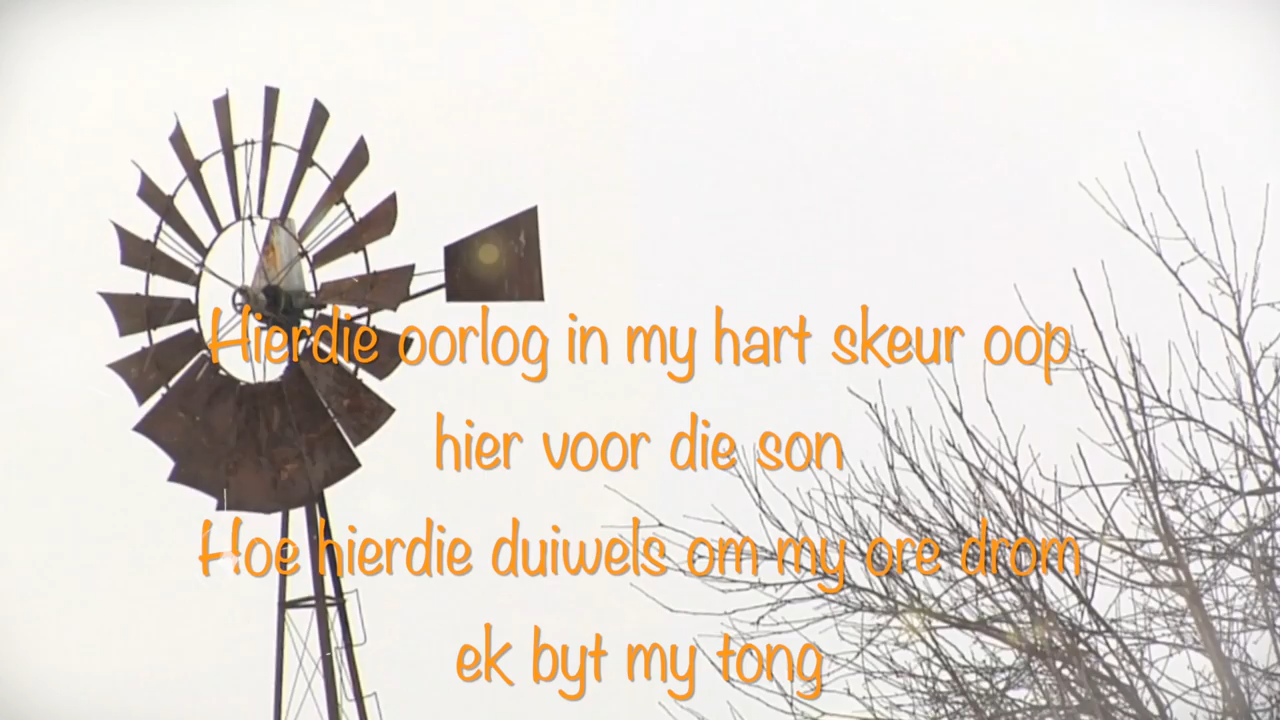 Hierdie oorlog in my hart skeur oop
hier voor die son
Hoe hierdie duiwels om my ore drom
ek byt my tong